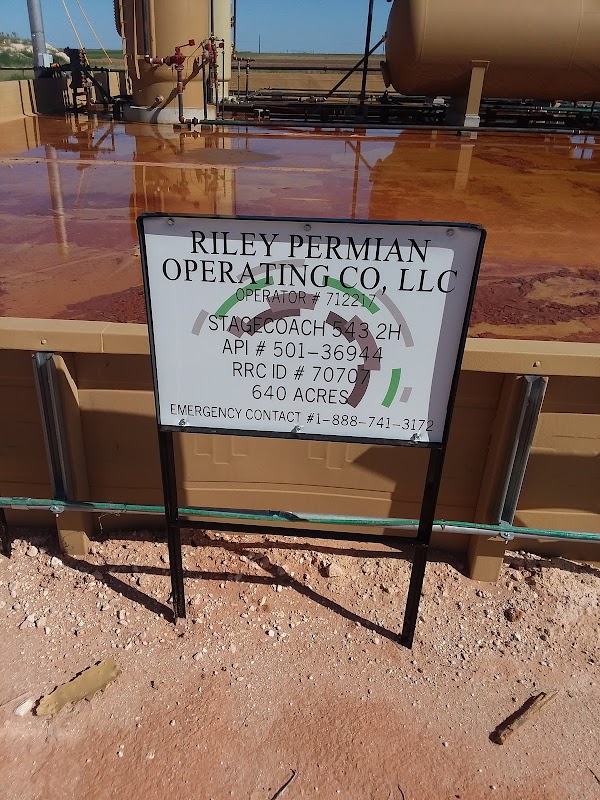 RILEY PERMIAN
OPERATING CO, LLC
OPERATOR # 712217
STAGECOACH 543 2H
API # 501-36944
RRC ID # 70707
640 ACRES
EMERGENCY CONTACT #1-888-741-3172